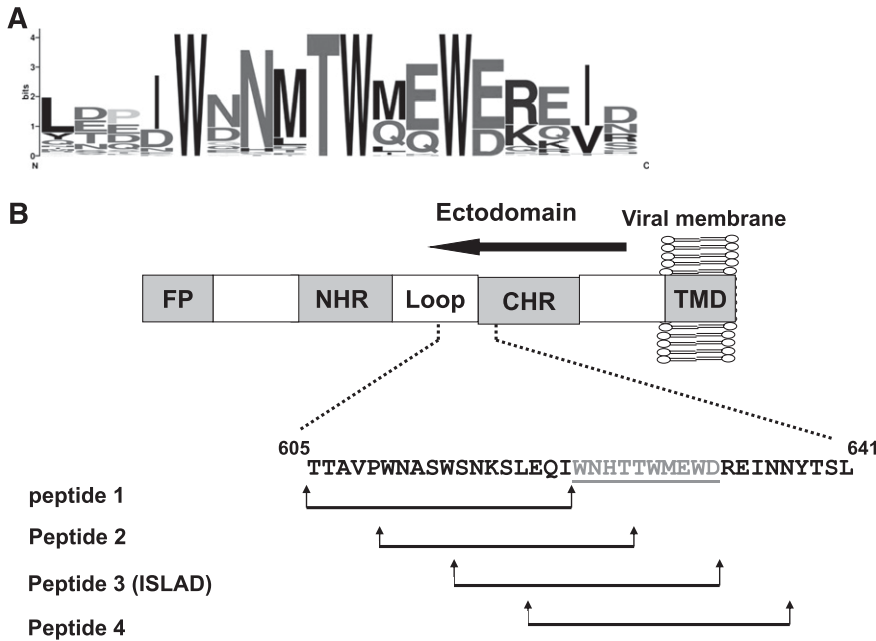 A
bits
4
3
2
1
0
L D P I W N N M T W M E W E R E I D
N
C
B
Ectodomain
Viral membrane
FP
NHR
Loop
CHR
TMD
605
641
TTAVPWNASWSNKSLEQIWNHTTWMEWDREINNYTSL
peptide 1
Peptide 2
Peptide 3 (ISLAD)
Peptide 4